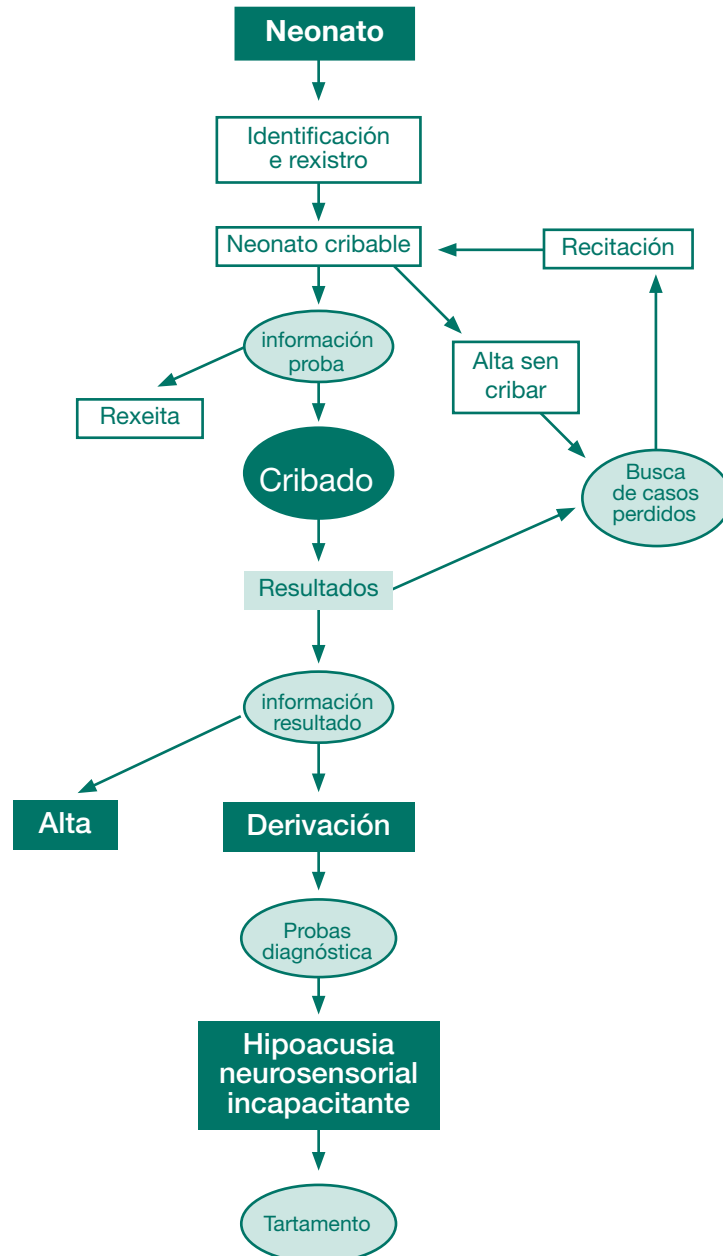 Neonato
Identificación
e rexistro
Neonato cribable
Recitación
información
proba
Alta sen
cribar
Rexeita
Cribado
Busca
de casos
perdidos
Resultados
información
resultado
Alta
Derivación
Probas
diagnóstica
Hipoacusia
neurosensorial
incapacitante
Tartamento